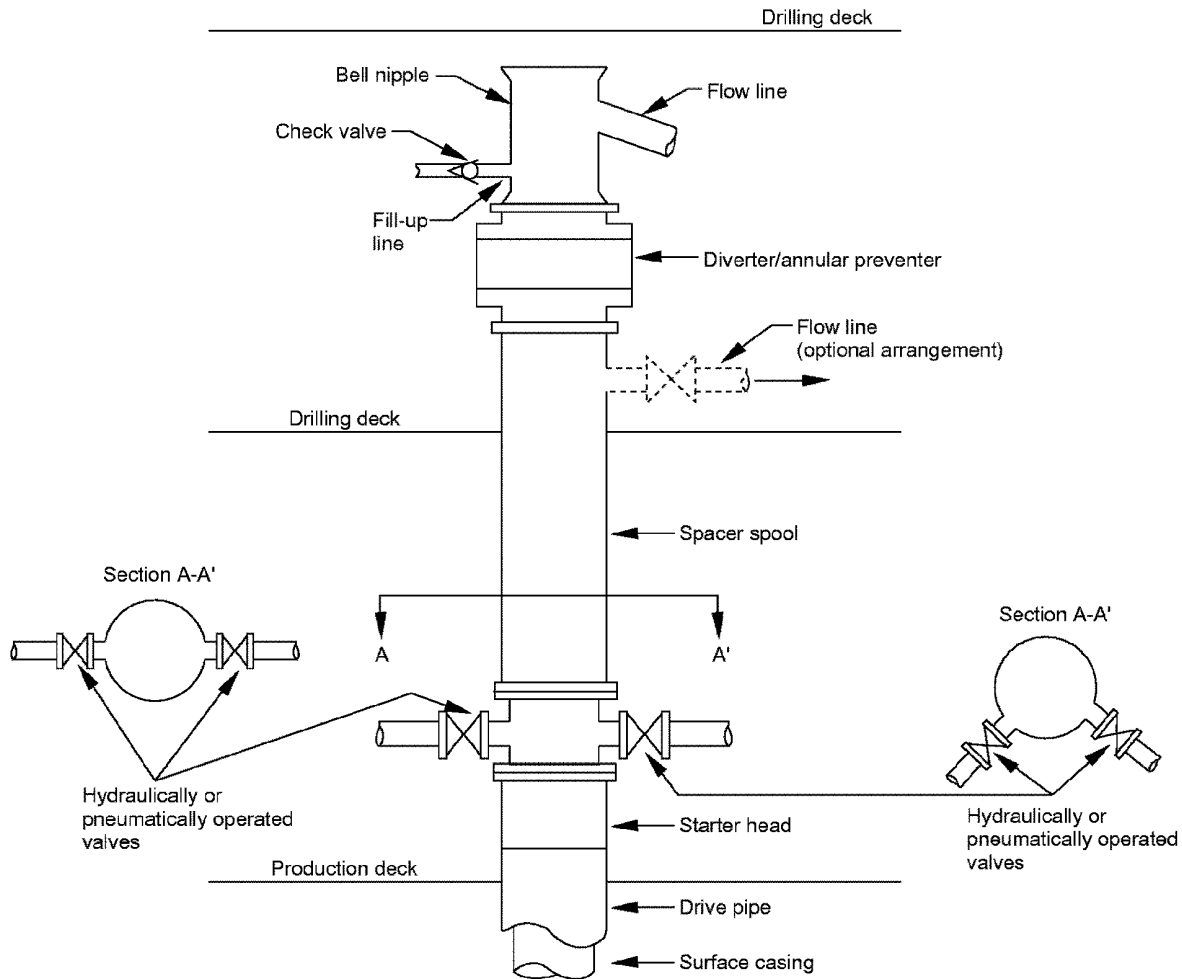 Drilling deck
Bell nipple
Flow line
Check valve
Fill-up
line
Diverter/annular preventer
Flow line
(optional arrangement)
Drilling deck
Spacer spool
Section A-A'
Section A-A'
A
A'
Hydraulically or
pneumatically operated
valves
Starter head
Hydraulically or
pneumatically operated
valves
Production deck
Drive pipe
Surface casing